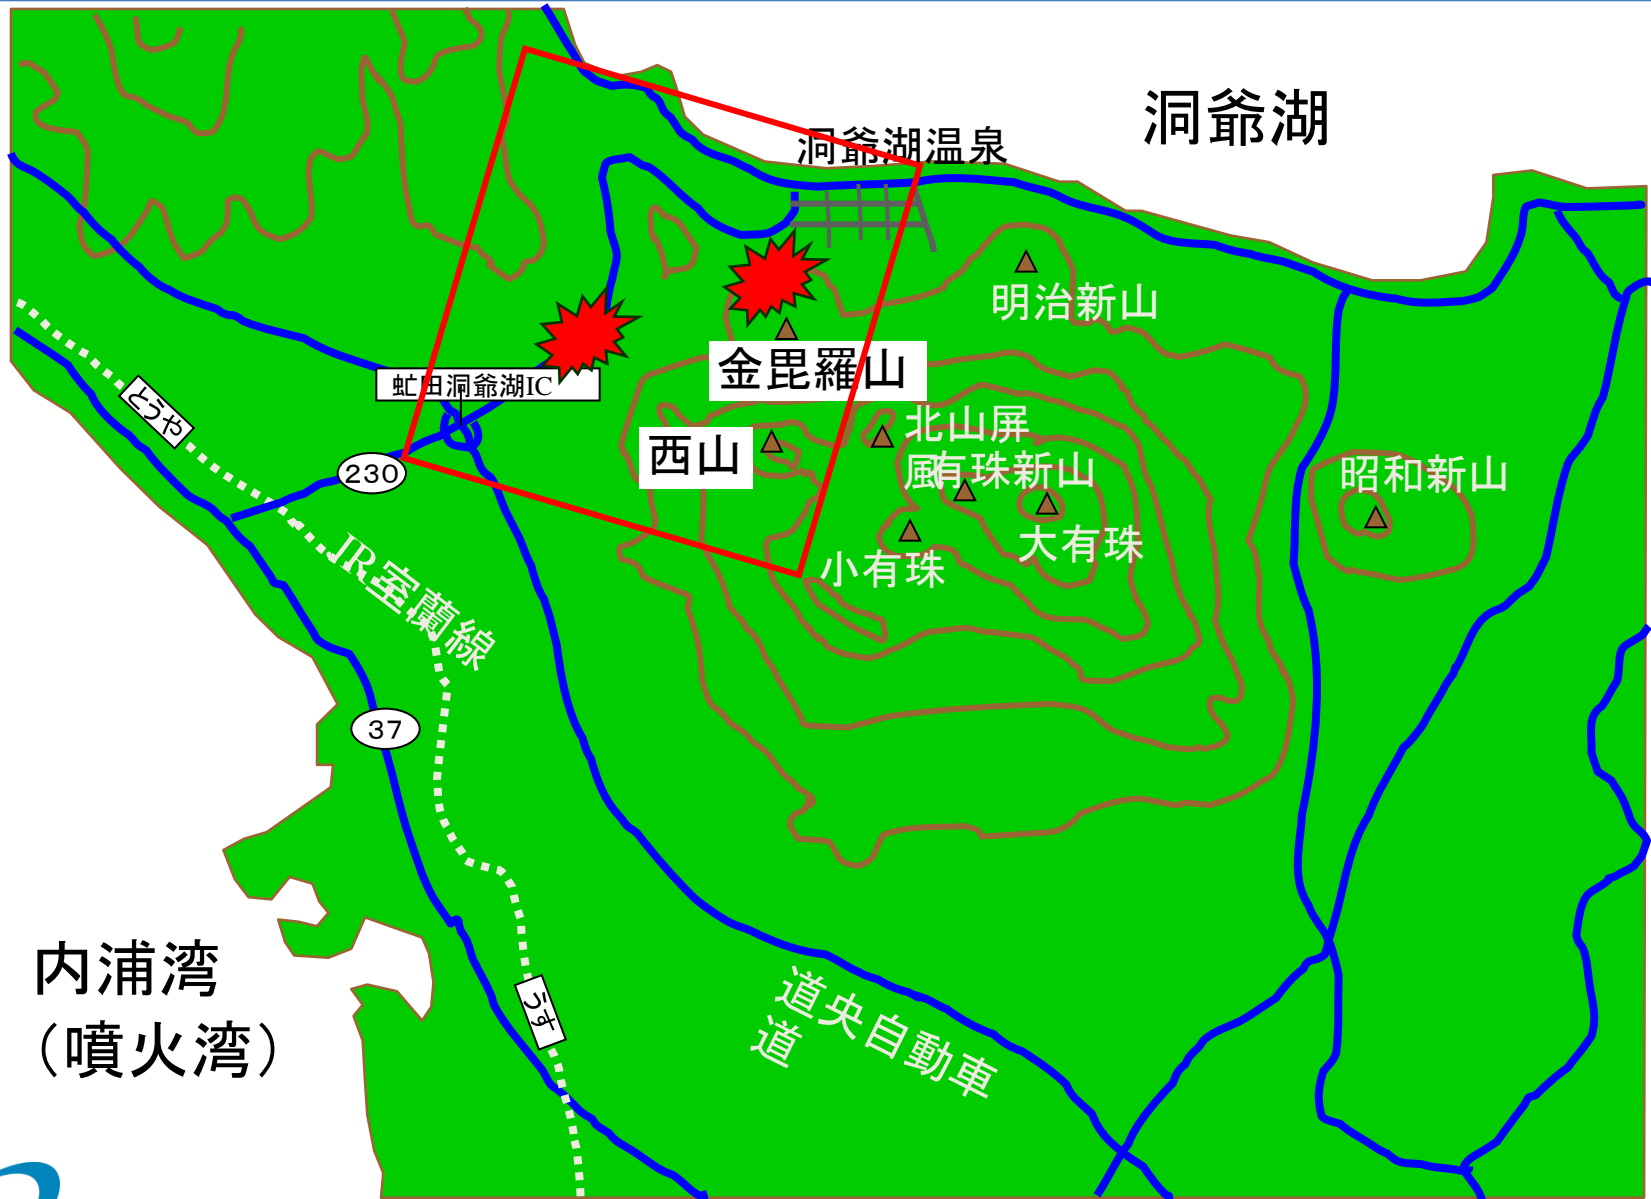 洞爺湖
洞爺湖温泉
明治新山
金毘羅山
虻田洞爺湖IC
とうや
北山屏
風
西山
有珠新山
昭和新山
230
大有珠
小有珠
JR室蘭線
37
内浦湾
（噴火湾）
うす
道央自動車
道